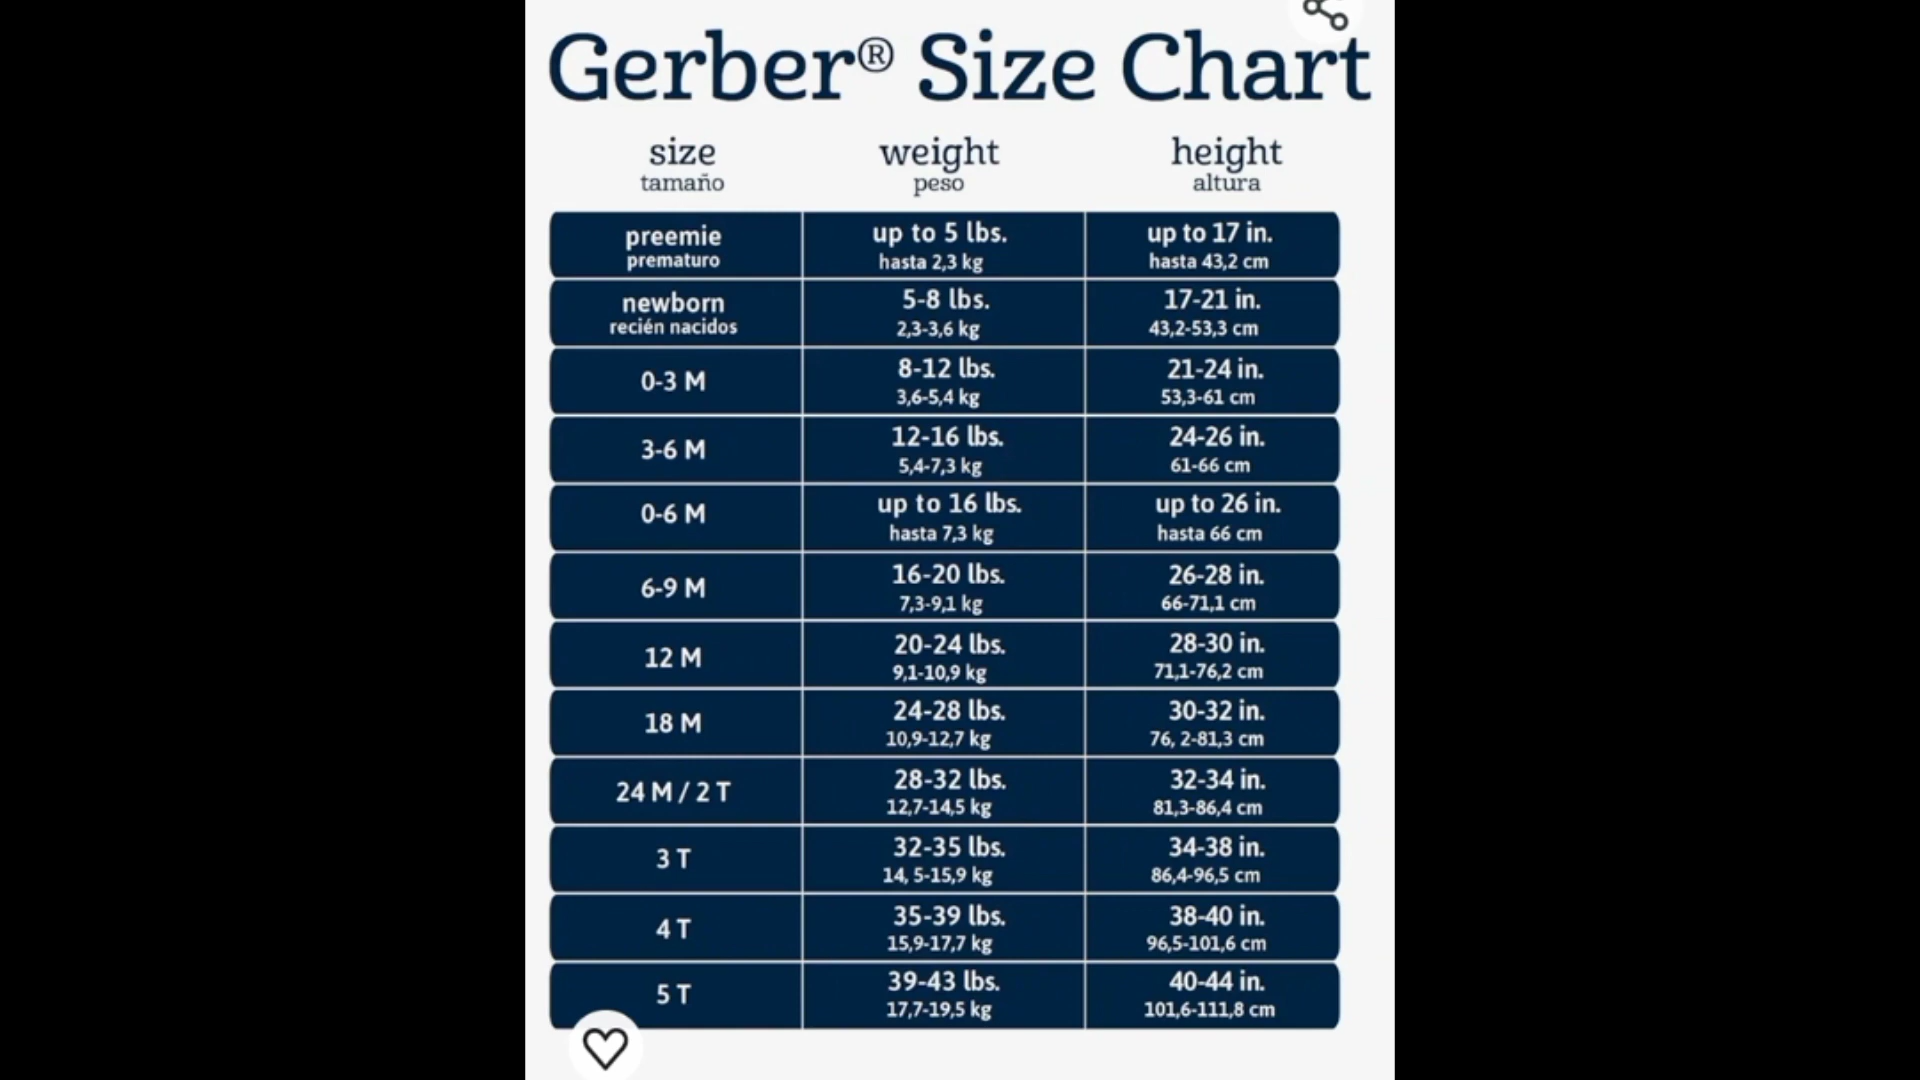 Gerber® Size Chart
size weight height
tamaño peso altura
preemie up to 5 lbs. up to 17 in.
prematuro hasta 2,3 kg hasta 43,2 cm
newborn 5-8 lbs. 17-21 in.
recién nacidos 2,3-3,6 kg 43,2-53,3 cm
0-3 M 8-12 lbs. 21-24 in.
3,6-5,4 kg 53,3-61 cm
3-6 M 12-16 lbs. 24-26 in.
5,4-7,3 kg 61-66 cm
0-6 M up to 16 lbs. up to 26 in.
hasta 7,3 kg hasta 66 cm
6-9 M 16-20 lbs. 26-28 in.
7,3-9,1 kg 66-71,1 cm
12 M 20-24 lbs. 28-30 in.
9,1-10,9 kg 71,1-76,2 cm
18 M 24-28 lbs. 30-32 in.
10,9-12,7 kg 76, 2-81,3 cm
24 M / 2 T 28-32 lbs. 32-34 in.
12,7-14,5 kg 81,3-86,4 cm
3 T 32-35 lbs. 34-38 in.
14, 5-15,9 kg 86,4-96,5 cm
4 T 35-39 lbs. 38-40 in.
15,9-17,7 kg 96,5-101,6 cm
5 T 39-43 lbs. 40-44 in.
17,7-19,5 kg 101,6-111,8 cm